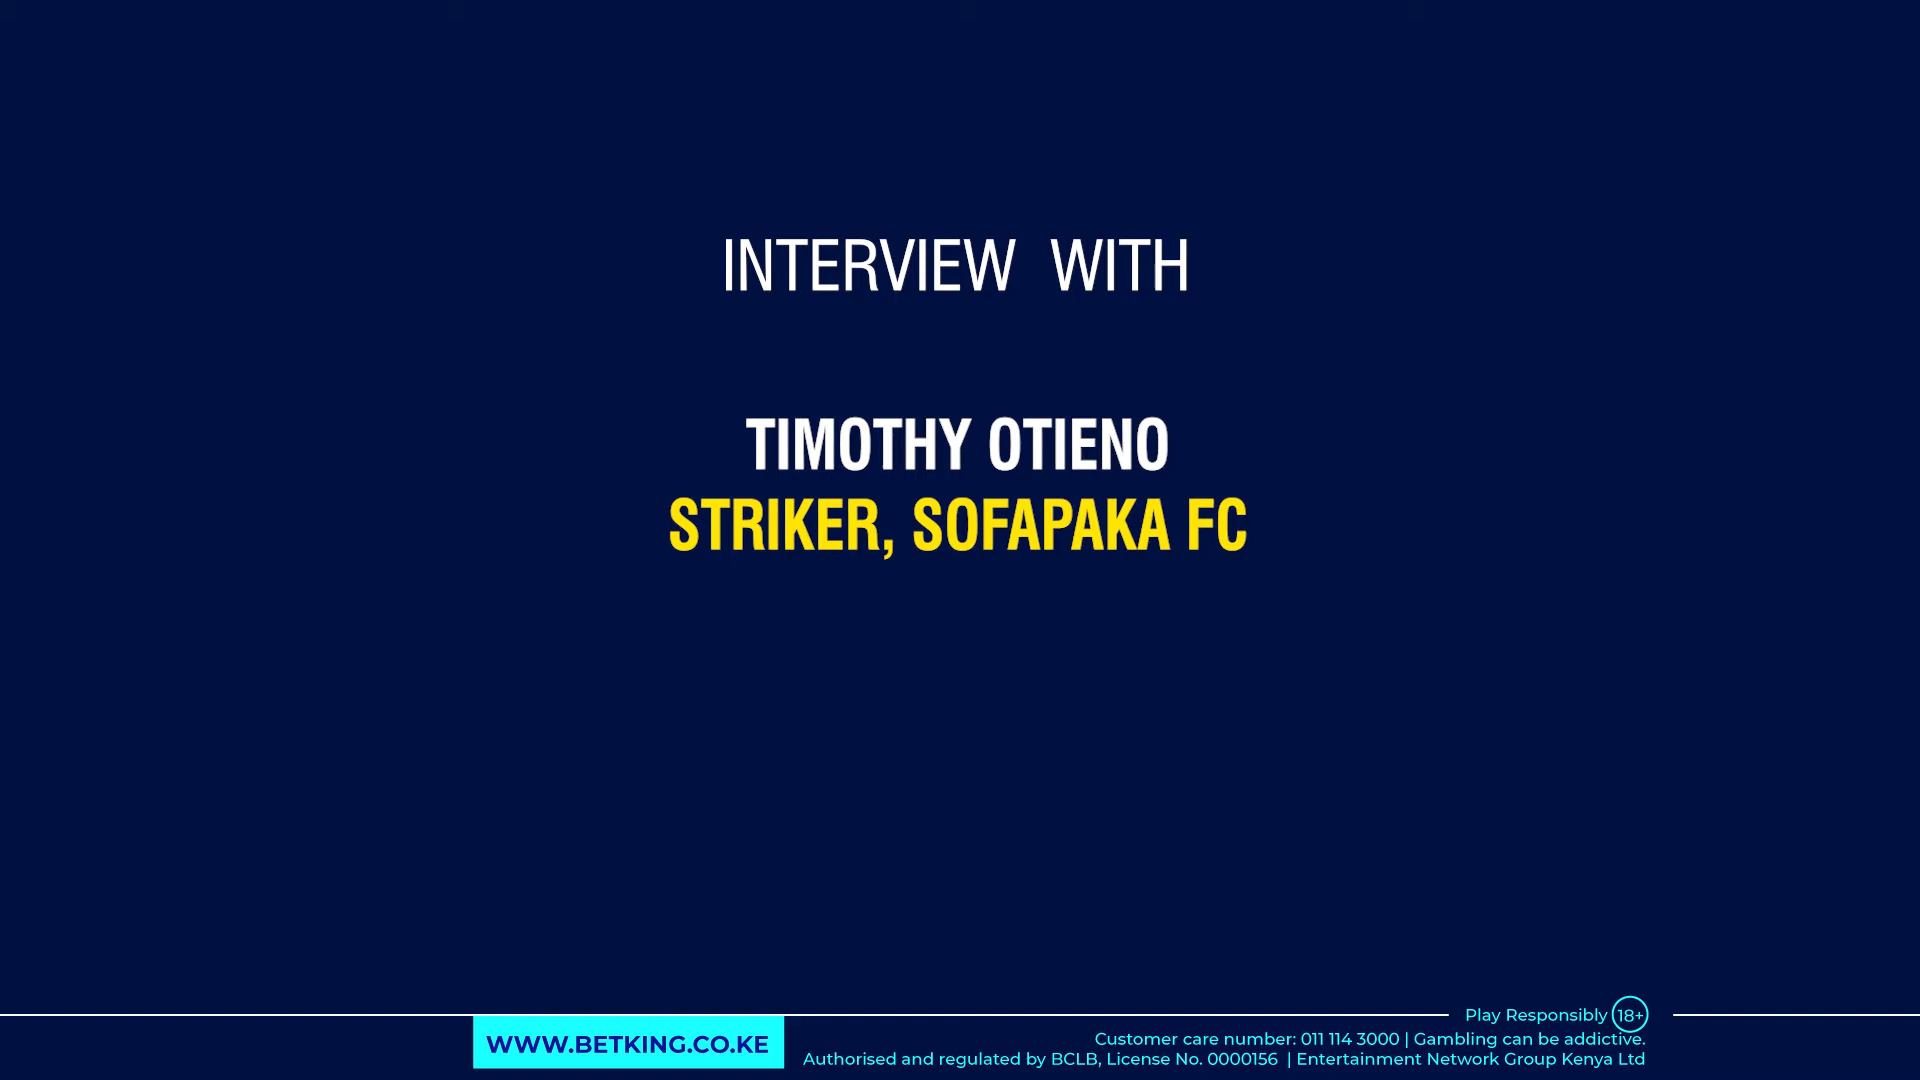 INTERVIEW WITH
TIMOTHY OTIENO
STRIKER, SOFAPAKA FC
Play Responsibly 18+
WWW.BETKING.CO.KE
Customer care number: 011 114 3000 | Gambling can be addictive.
Authorised and regulated by BCLB, License No. 0000156 | Entertainment Network Group Kenya Ltd